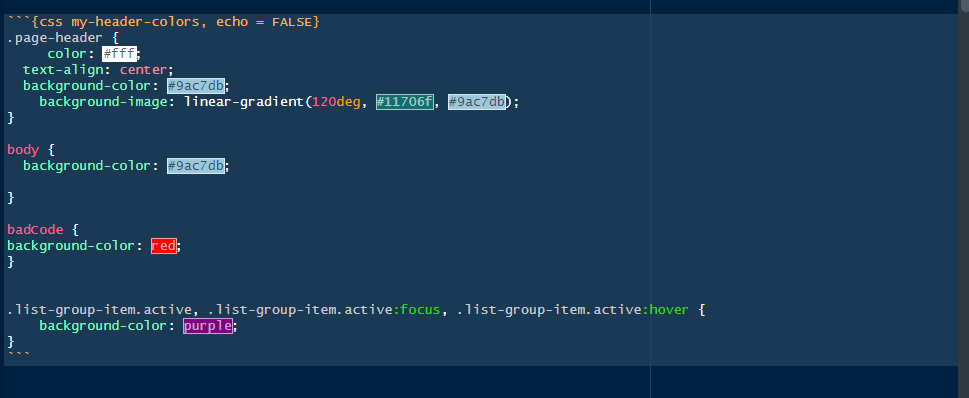 ```{css my-header-colors, echo = FALSE}
.page-header {
     color: #fff;
  text-align: center;
  background-color: #9ac7db;
    background-image: linear-gradient(120deg, #11706f, #9ac7db);
}
body {
  background-color: #9ac7db;
}
badCode {
background-color: red;
}
.list-group-item.active, .list-group-item.active:focus, .list-group-item.active:hover {
    background-color: purple;
}
```